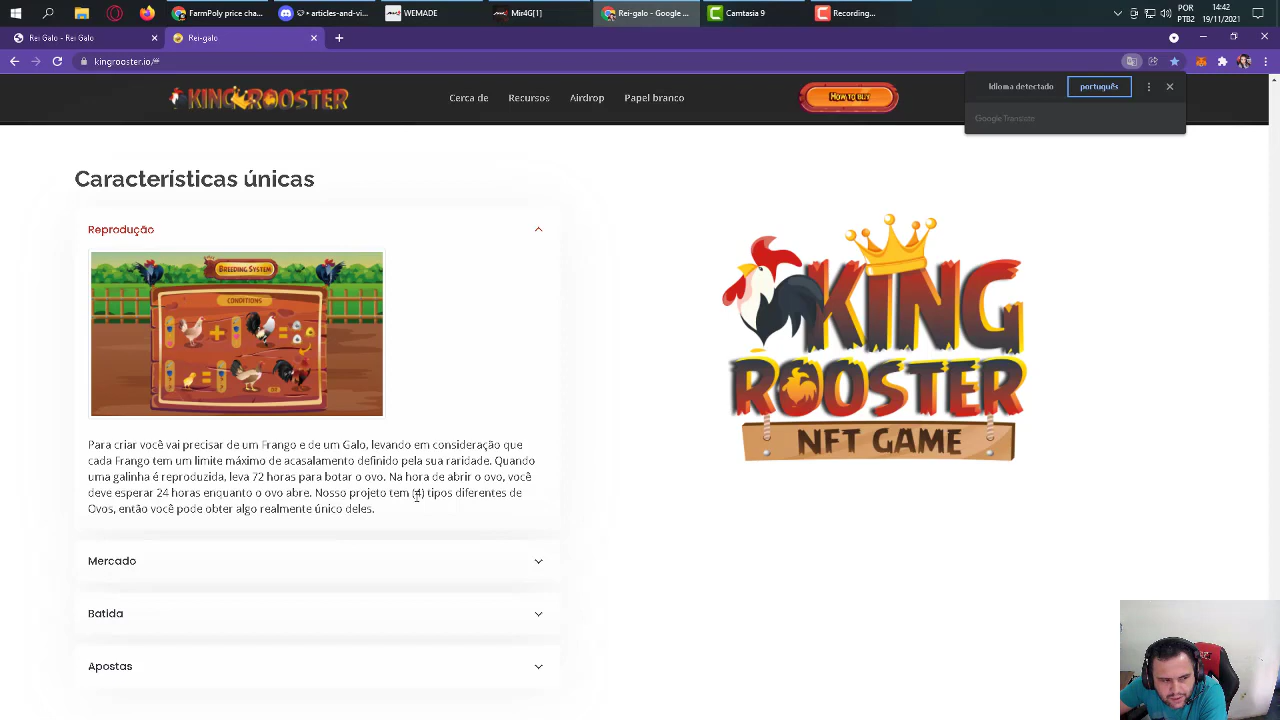 FarmPoly cripto
articles-and-vi
WEMADE
Mir4G[1]
Rei-galo - Google ...
Camtasia 9
Recording...
POR
PTB2
14:42
19/11/2021
Rei Galo - Rei Galo
Rei-galo
kingrooster.io/#
KING ROOSTER
Cerca de
Recursos
Airdrop
Papel branco
HOW TO BUY
Idioma detectado
português
Google Translate
Características únicas
Reprodução
BREEDING SYSTEM
CONDITIONS
Para criar você vai precisar de um Frango e de um Galo, levando em consideração que
cada Frango tem um limite máximo de acasalamento definido pela sua raridade. Quando
uma galinha é reproduzida, leva 72 horas para botar o ovo. Na hora de abrir o ovo, você
deve esperar 24 horas enquanto o ovo abre. Nosso projeto tem (4) tipos diferentes de
Ovos, então você pode obter algo realmente único deles.
KING
ROOSTER
NFT GAME
Mercado
Batida
Apostas